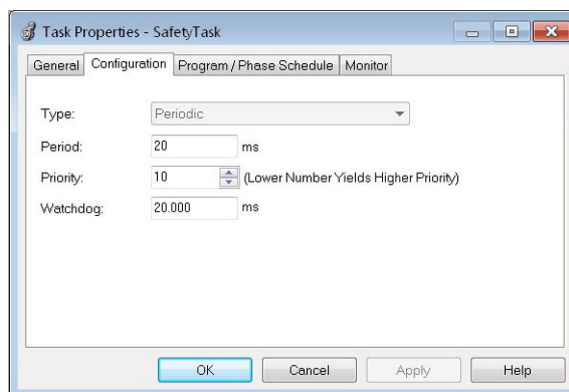 Task Properties - SafetyTask
General Configuration Program / Phase Schedule Monitor
Type: Periodic
Period: 20 ms
Priority: 10 (Lower Number Yields Higher Priority)
Watchdog: 20.000 ms
OK Cancel Apply Help